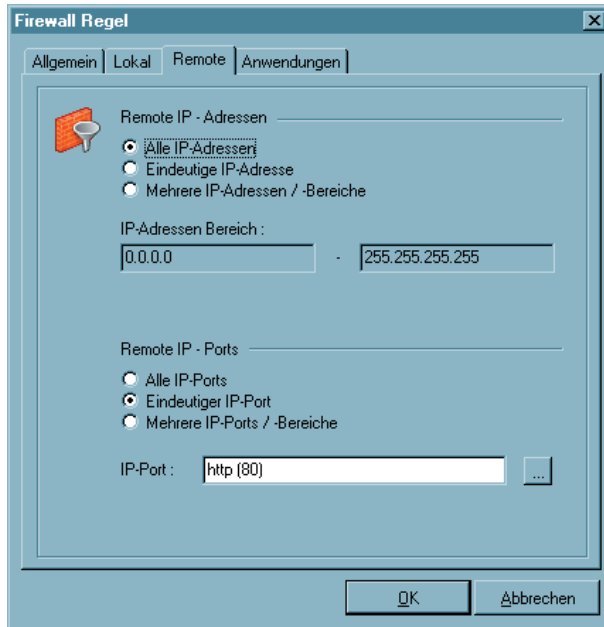 Firewall Regel
Allgemein Lokal Remote Anwendungen
Remote IP - Adressen
Alle IP-Adressen
Eindeutige IP-Adresse
Mehrere IP-Adressen / -Bereiche
IP-Adressen Bereich :
0.0.0.0 - 255.255.255.255
Remote IP - Ports
Alle IP-Ports
Eindeutiger IP-Port
Mehrere IP-Ports / -Bereiche
IP-Port : http (80) ...
OK Abbrechen